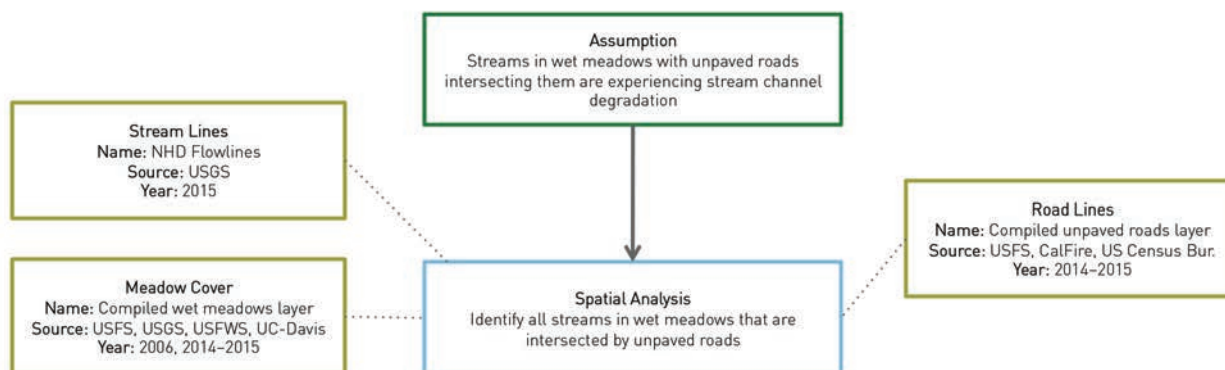 Assumption
Streams in wet meadows with unpaved roads
intersecting them are experiencing stream channel
degradation
Stream Lines
Name: NHD Flowlines
Source: USGS
Year: 2015
Road Lines
Name: Compiled unpaved roads layer
Source: USFS, CalFire, US Census Bur.
Year: 2014–2015
Meadow Cover
Name: Compiled wet meadows layer
Source: USFS, USGS, USFWS, UC-Davis
Year: 2006, 2014–2015
Spatial Analysis
Identify all streams in wet meadows that are
intersected by unpaved roads